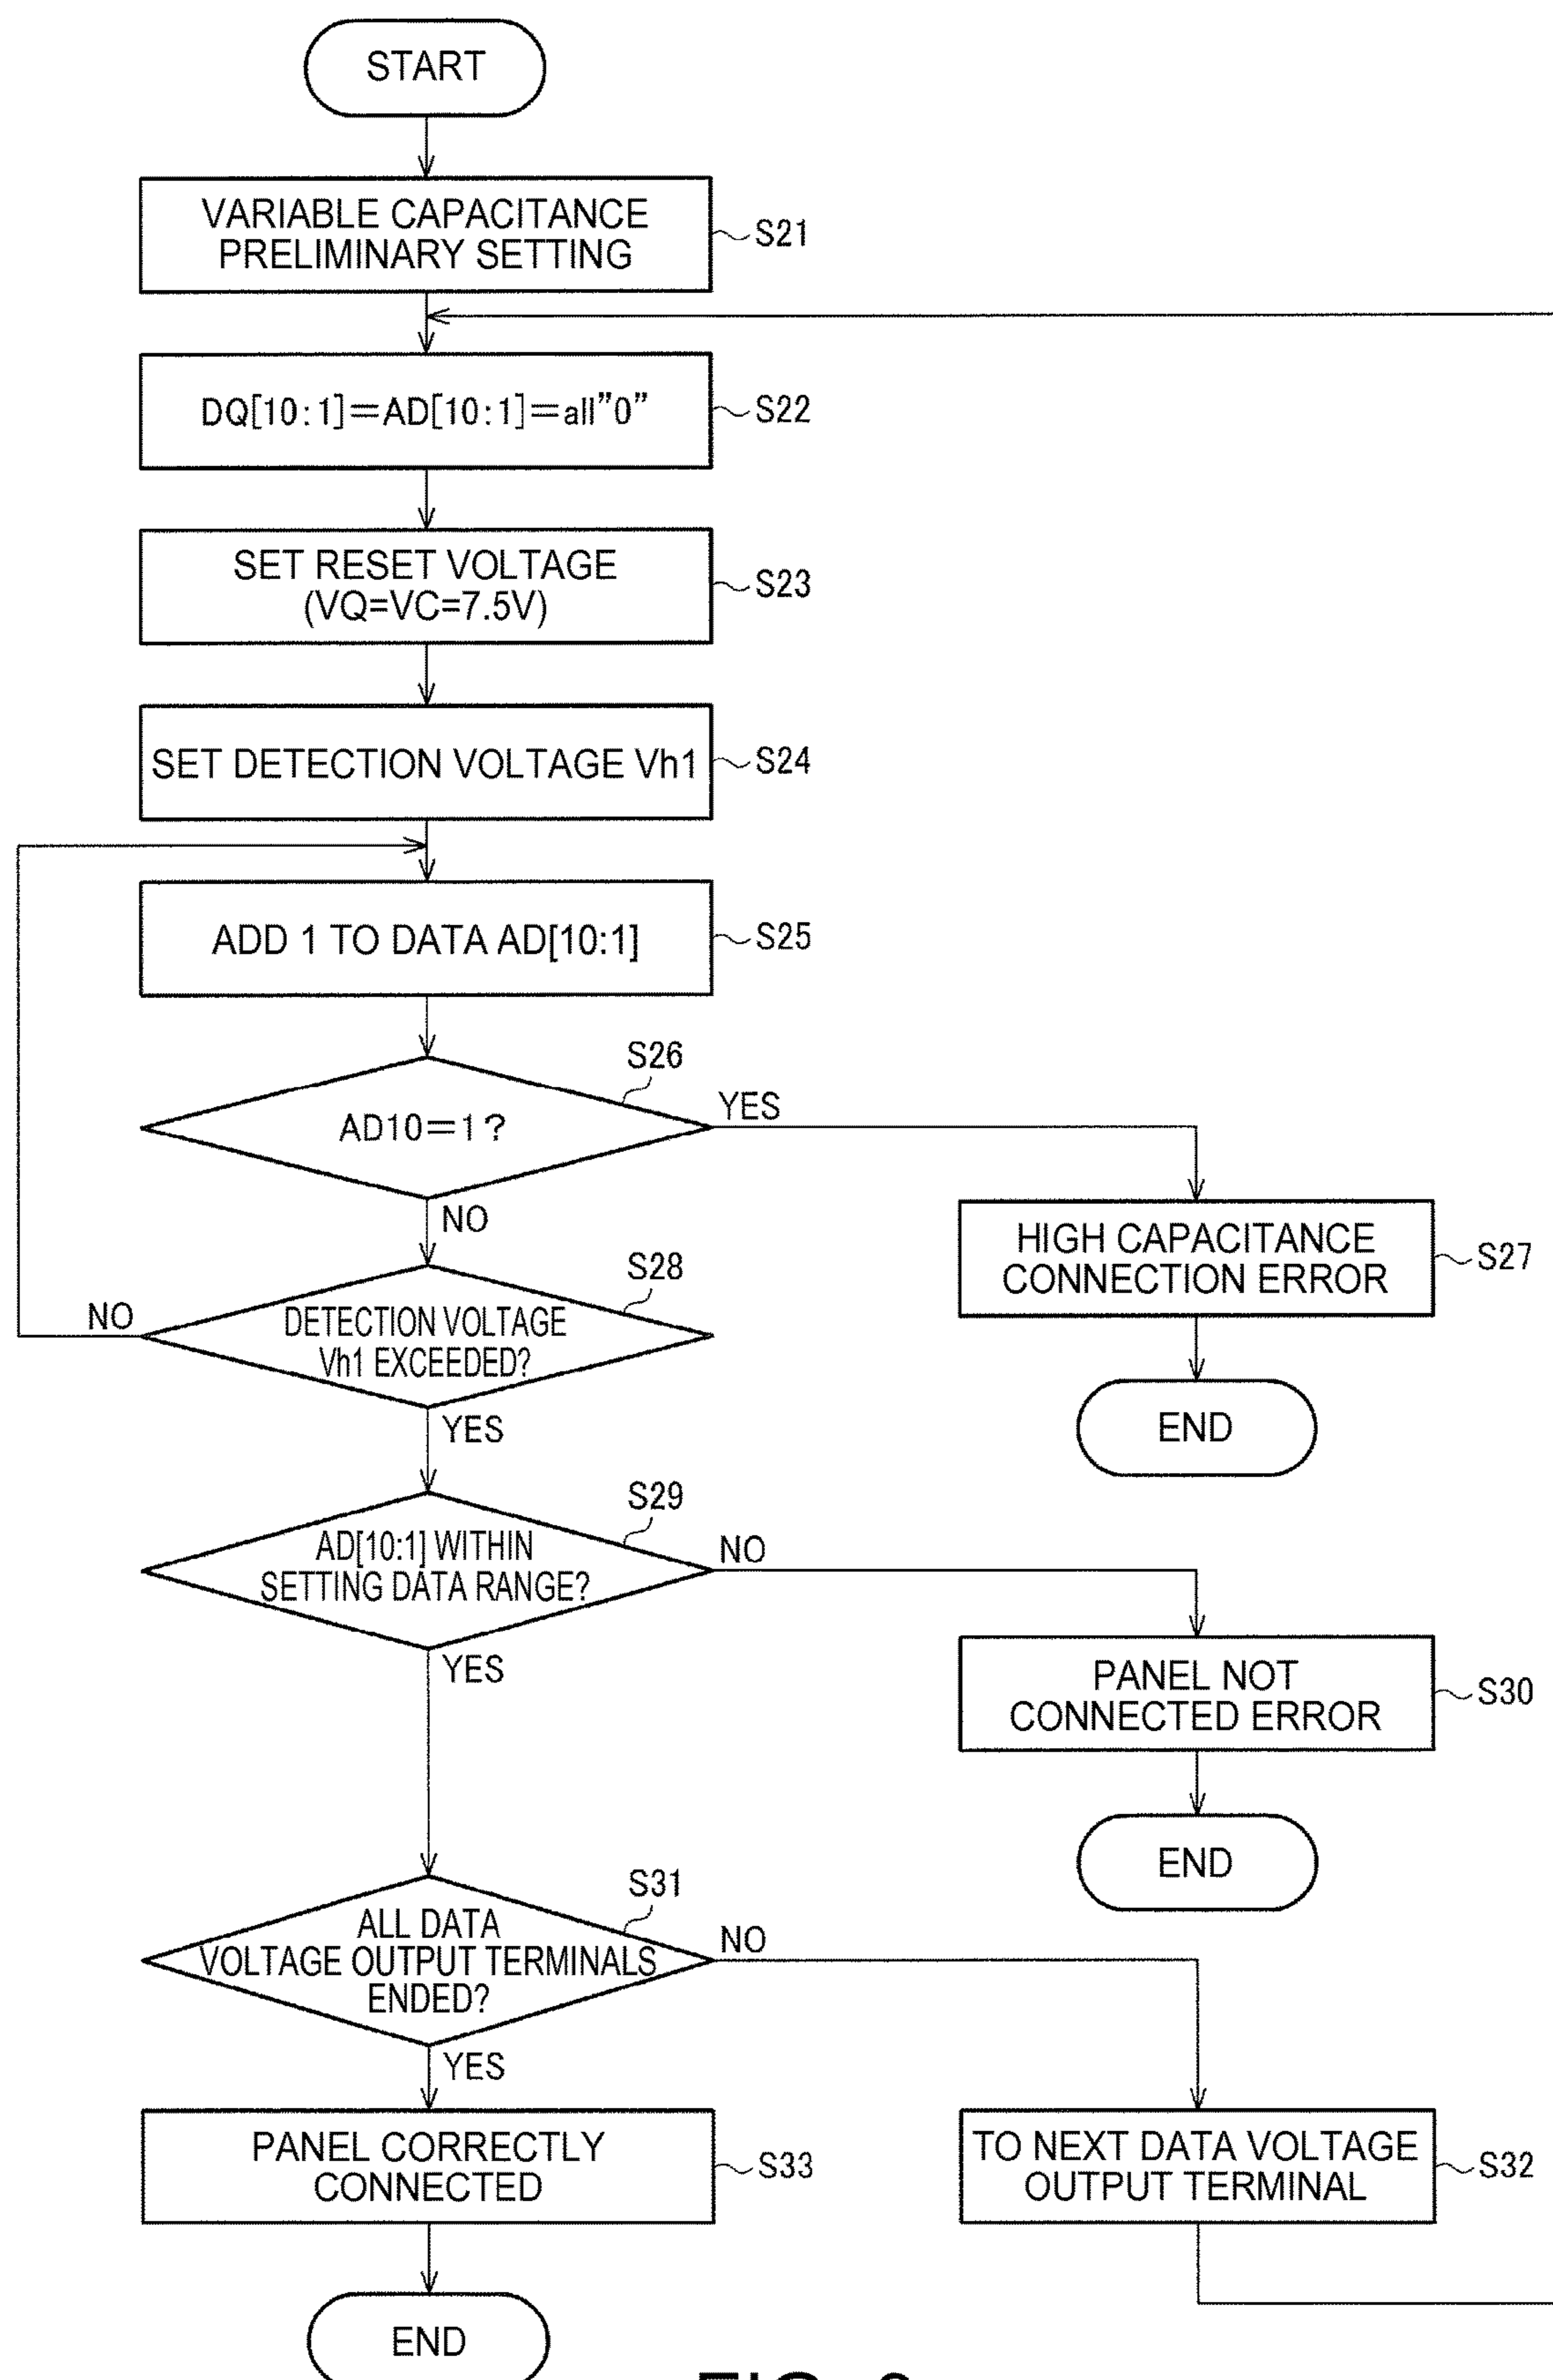 START
VARIABLE CAPACITANCE
PRELIMINARY SETTING
S21
DQ[10:1]=AD[10:1]=all"0"
S22
SET RESET VOLTAGE
(VQ=VC=7.5V)
S23
SET DETECTION VOLTAGE Vh1
S24
ADD 1 TO DATA AD[10:1]
S25
S26
AD10=1?
YES
NO
HIGH CAPACITANCE
CONNECTION ERROR
S27
END
S28
DETECTION VOLTAGE
Vh1 EXCEEDED?
NO
YES
S29
AD[10:1] WITHIN
SETTING DATA RANGE?
NO
YES
PANEL NOT
CONNECTED ERROR
S30
END
S31
ALL DATA
VOLTAGE OUTPUT TERMINALS
ENDED?
NO
YES
PANEL CORRECTLY
CONNECTED
S33
TO NEXT DATA VOLTAGE
OUTPUT TERMINAL
S32
END